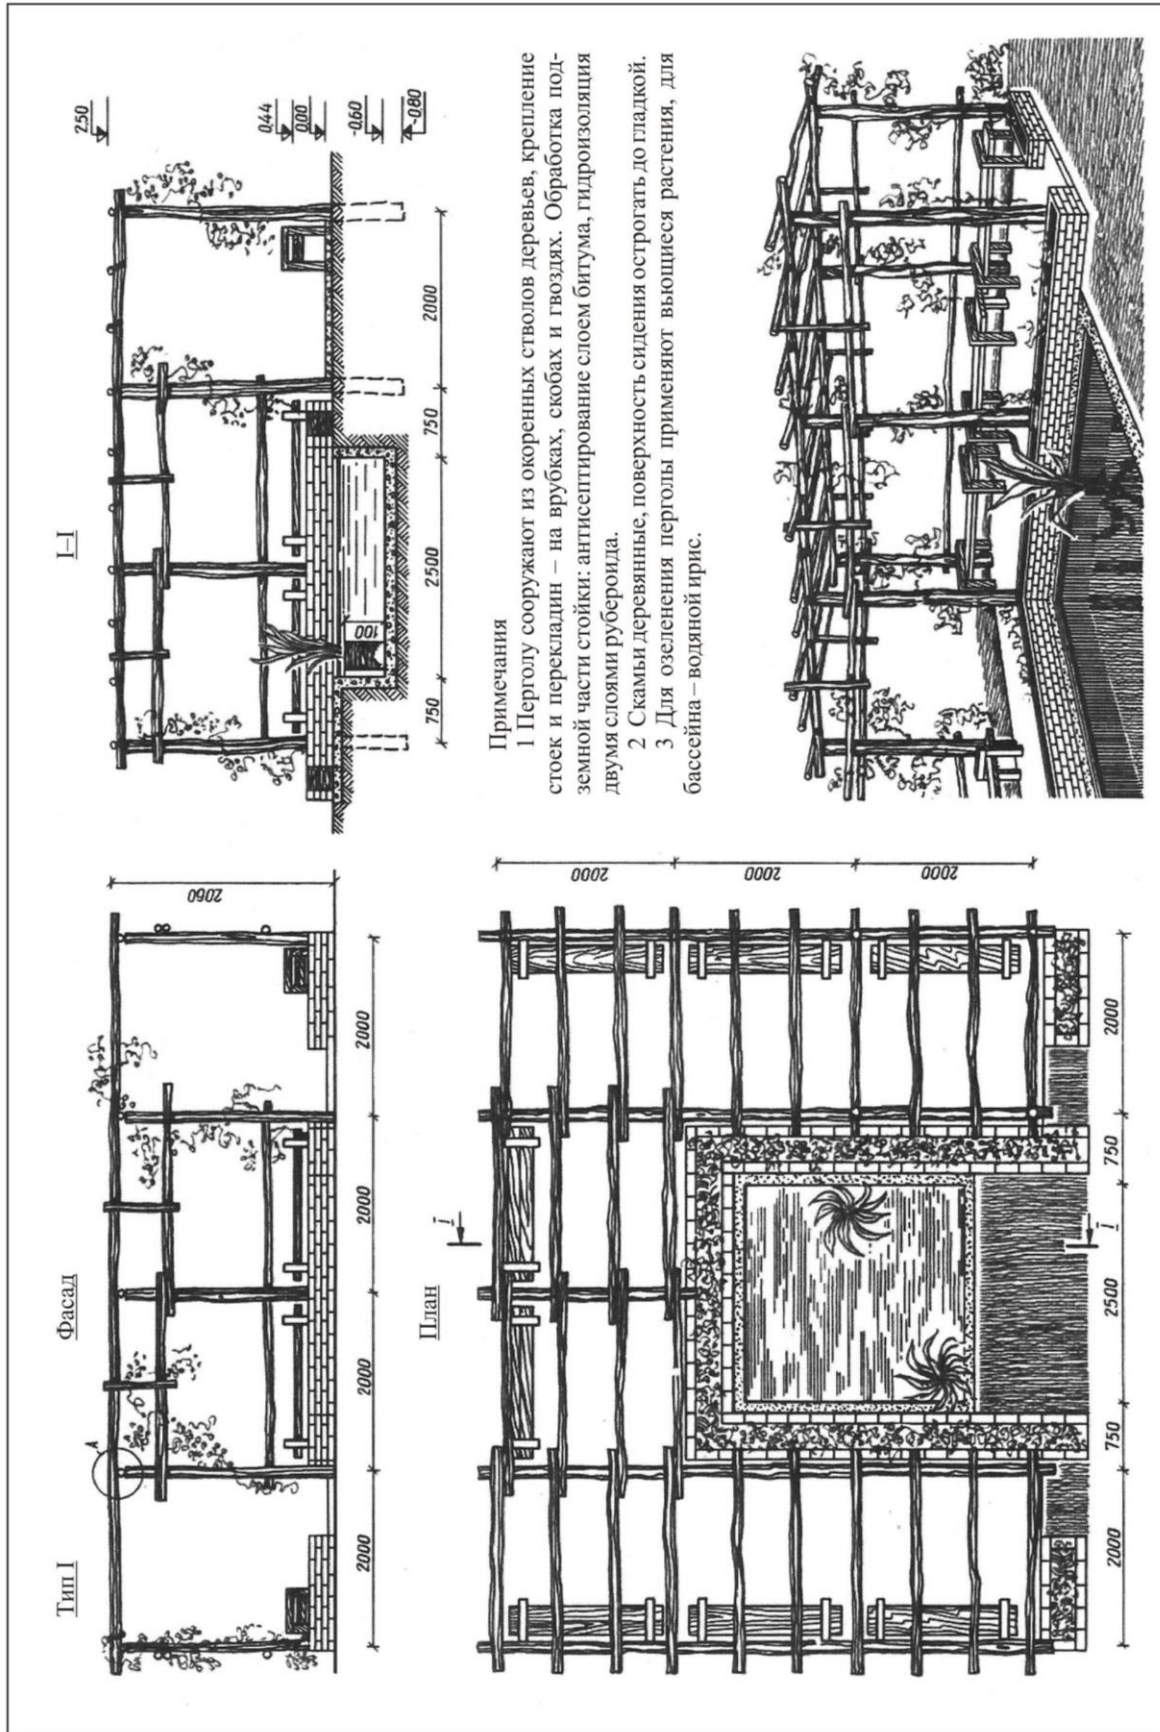 Тип I
Фасад
А
2060
2000
2000
2000
2000
I–I
2.50
0.44
0.00
-0.60
-0.80
100
750
2500
750
2000
План
I
I
2000
2000
2000
2000
750
2500
750
2000
Примечания
1 Перголу сооружают из окоренных стволов деревьев, крепление
стоек и перекладин – на врубках, скобах и гвоздях. Обработка под-
земной части стойки: антисептирование слоем битума, гидроизоляция
двумя слоями рубероида.
2 Скамьи деревянные, поверхность сидения острогать до гладкой.
3 Для озеленения перголы применяют вьющиеся растения, для
бассейна – водяной ирис.